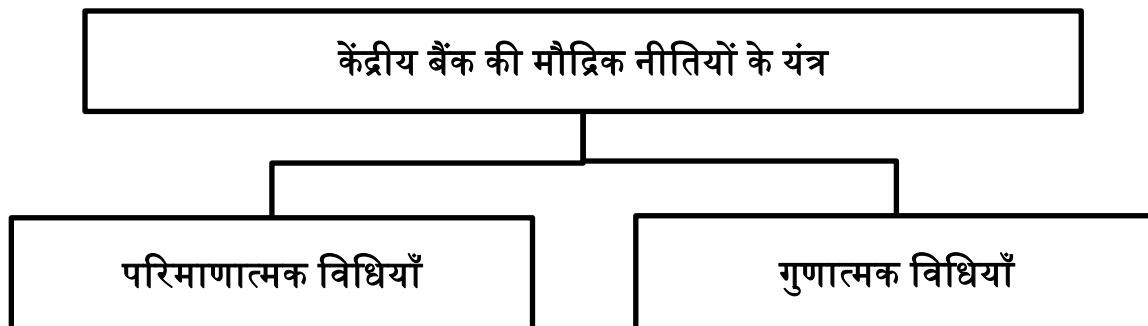 केंद्रीय बैंक की मौद्रिक नीतियों के यंत्र
परिमाणात्मक विधियाँ
गुणात्मक विधियाँ